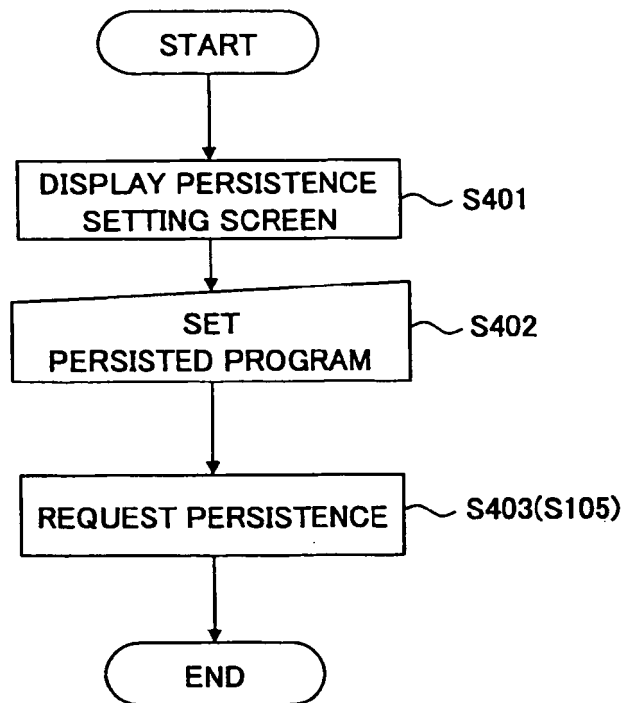 START
DISPLAY PERSISTENCE
SETTING SCREEN
S401
SET
PERSISTED PROGRAM
S402
REQUEST PERSISTENCE
S403(S105)
END